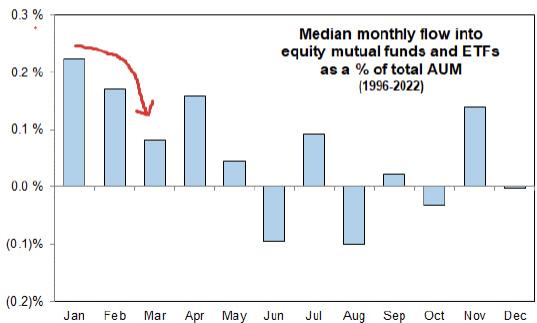 Median monthly flow into
equity mutual funds and ETFs
as a % of total AUM
(1996-2022)
0.3 %
0.2 %
0.1 %
0.0 %
(0.1)%
(0.2)%
Jan Feb Mar Apr May Jun Jul Aug Sep Oct Nov Dec